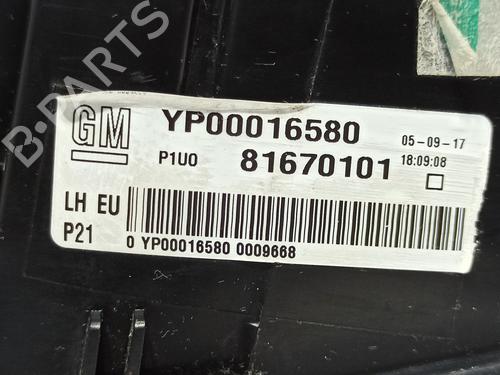 B-PARTS
GM
YP00016580
05-09-17
P1U0
81670101
18:09:08
LH EU
P21
0 YP00016580 0009668